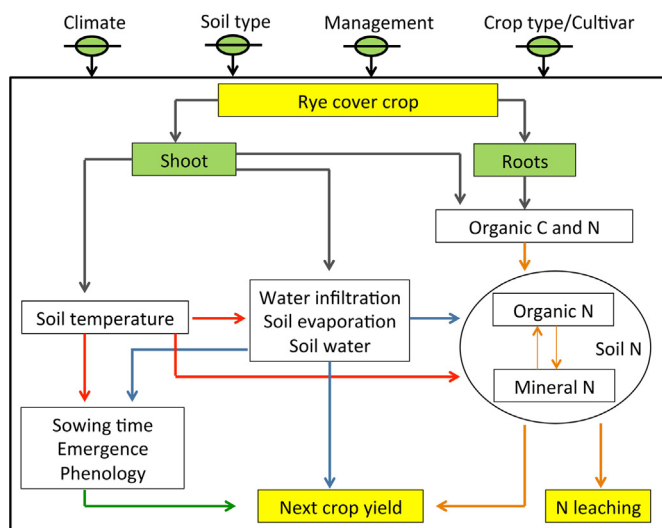 Climate
Soil type
Management
Crop type/Cultivar
Rye cover crop
Shoot
Roots
Organic C and N
Soil temperature
Water infiltration
Soil evaporation
Soil water
Organic N
Soil N
Mineral N
Sowing time
Emergence
Phenology
Next crop yield
N leaching